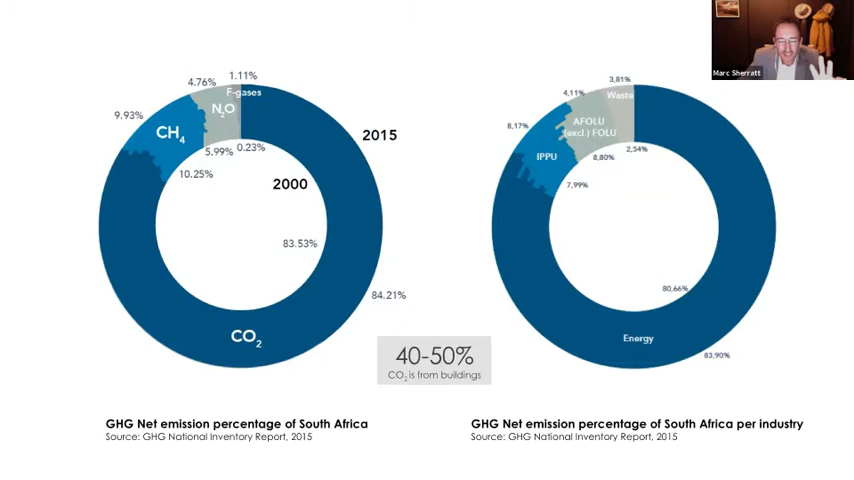 Marc Sherratt
1.11%
4.76%
F-gases
N2O
9.93%
CH4
2015
5.99%
0.23%
10.25%
2000
83.53%
84.21%
CO2
3,81%
4,11%
Waste
8,17%
AFOLU
(excl.) FOLU
2,54%
IPPU
8,80%
7,99%
80,66%
Energy
83,90%
40-50%
CO2 is from buildings
GHG Net emission percentage of South Africa
Source: GHG National Inventory Report, 2015
GHG Net emission percentage of South Africa per industry
Source: GHG National Inventory Report, 2015